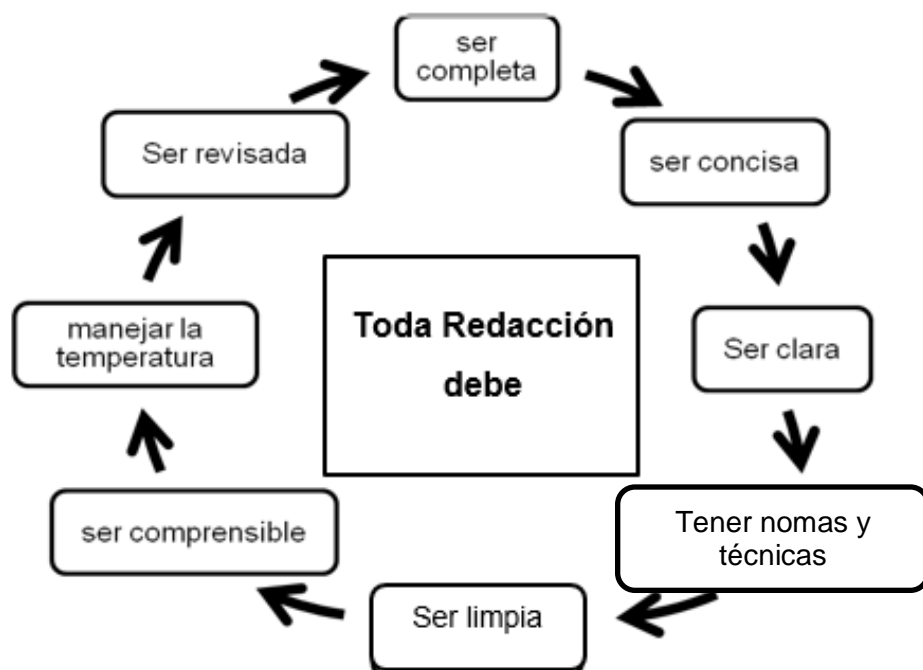 ser
completa
ser concisa
Ser clara
Tener nomas y
técnicas
Ser limpia
ser comprensible
manejar la
temperatura
Ser revisada
Toda Redacción
debe